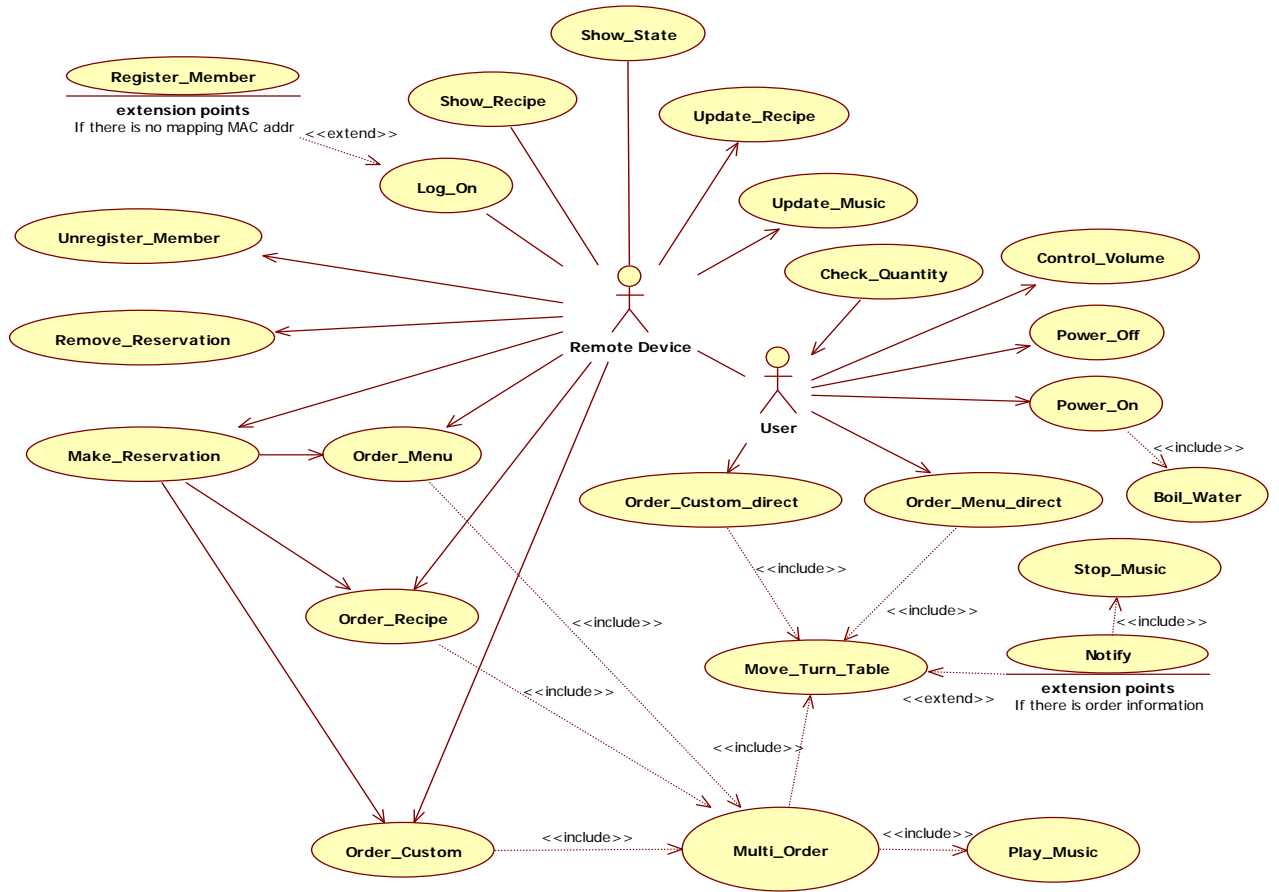 Show_State
Register_Member
extension points
If there is no mapping MAC addr
<<extend>>
Show_Recipe
Update_Recipe
Log_On
Update_Music
Unregister_Member
Check_Quantity
Control_Volume
Remove_Reservation
Remote Device
Power_Off
Power_On
User
<<include>>
Make_Reservation
Order_Menu
Order_Custom_direct
Order_Menu_direct
Boil_Water
<<include>>
Stop_Music
Order_Recipe
<<include>>
<<include>>
<<include>>
Notify
Move_Turn_Table
<<include>>
<<extend>>
extension points
If there is order information
<<include>>
Order_Custom
<<include>>
Multi_Order
<<include>>
Play_Music